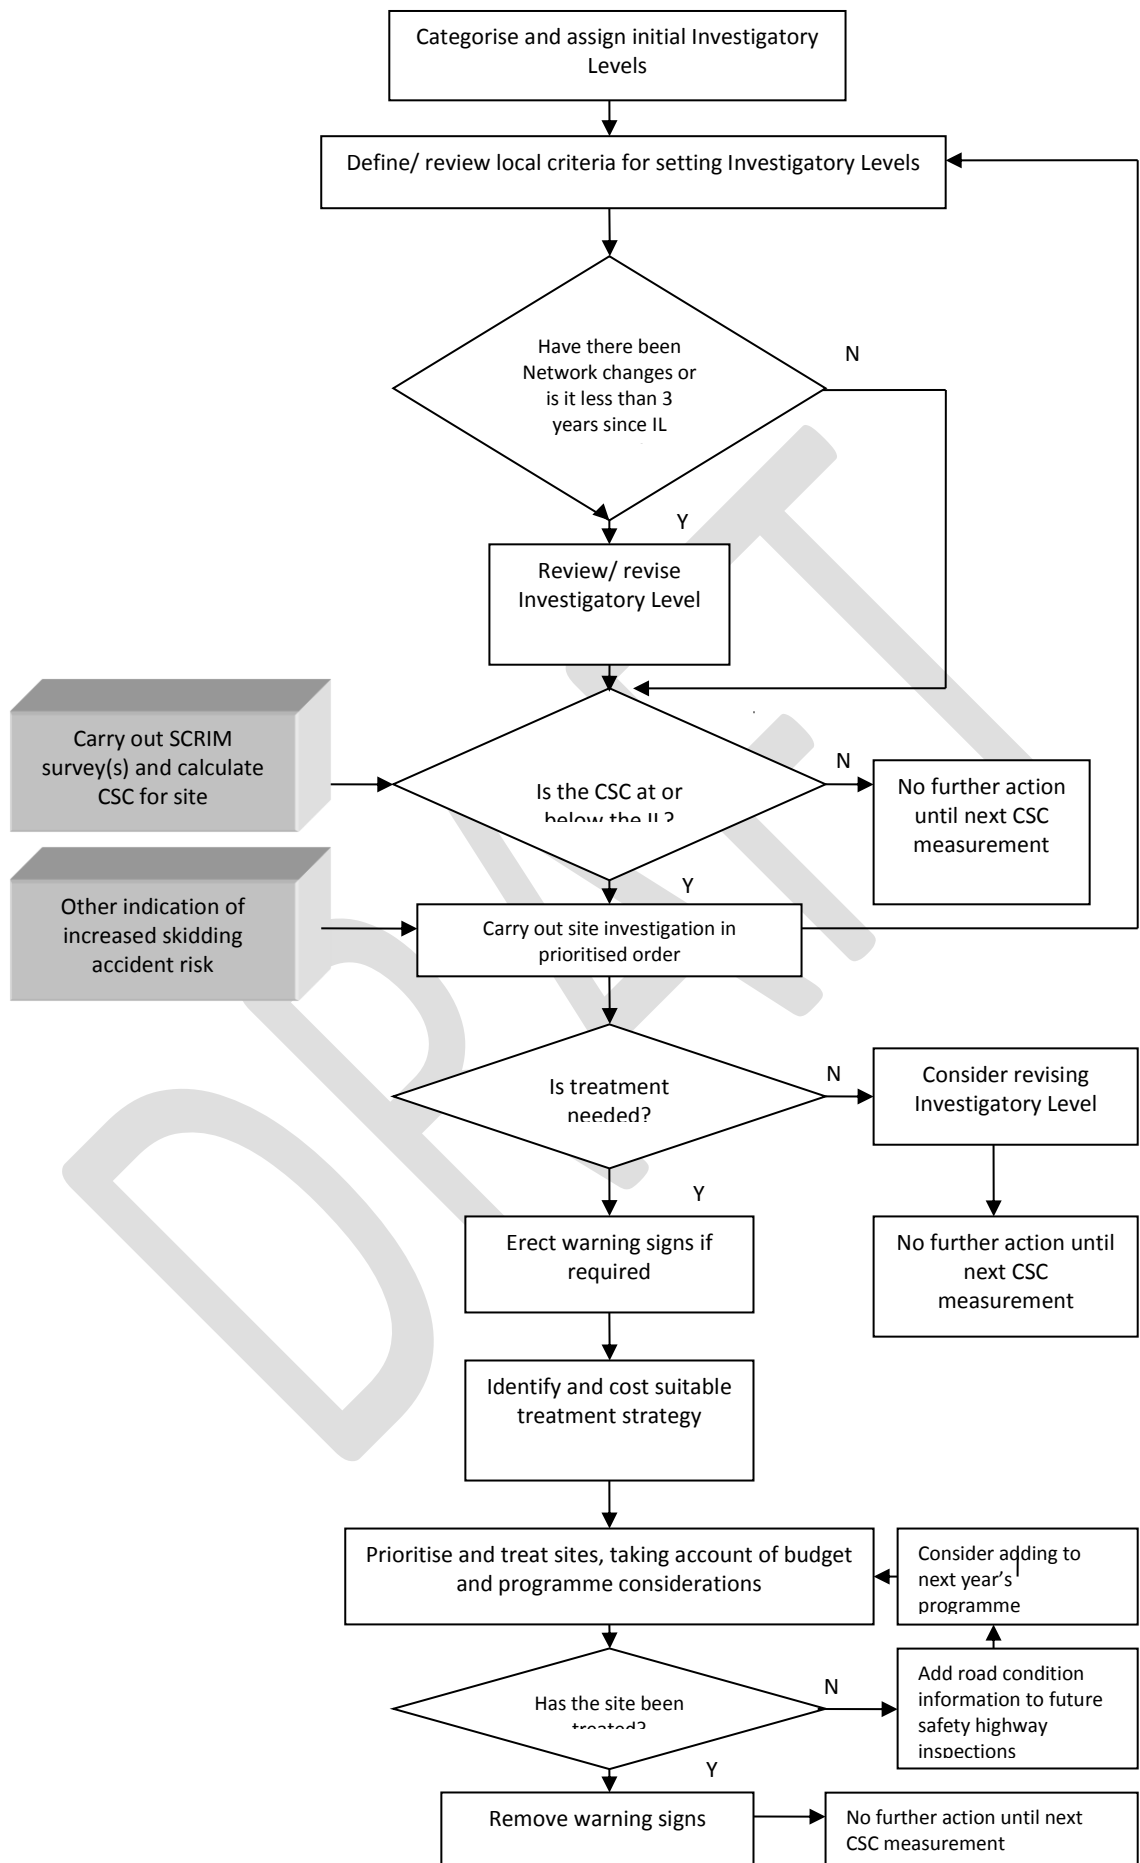 Categorise and assign initial Investigatory
Levels
Define/ review local criteria for setting Investigatory Levels
Have there been
Network changes or
is it less than 3
years since IL
N
Y
Review/ revise
Investigatory Level
Carry out SCRIM
survey(s) and calculate
CSC for site
Is the CSC at or
below the IL?
N
No further action
until next CSC
measurement
Y
Other indication of
increased skidding
accident risk
Carry out site investigation in
prioritised order
Is treatment
needed?
N
Consider revising
Investigatory Level
Y
Erect warning signs if
required
No further action until
next CSC
measurement
Identify and cost suitable
treatment strategy
Prioritise and treat sites, taking account of budget
and programme considerations
Consider adding to
next year's
programme
Has the site been
treated?
N
Add road condition
information to future
safety highway
inspections
Y
Remove warning signs
No further action until next
CSC measurement
DRAFT